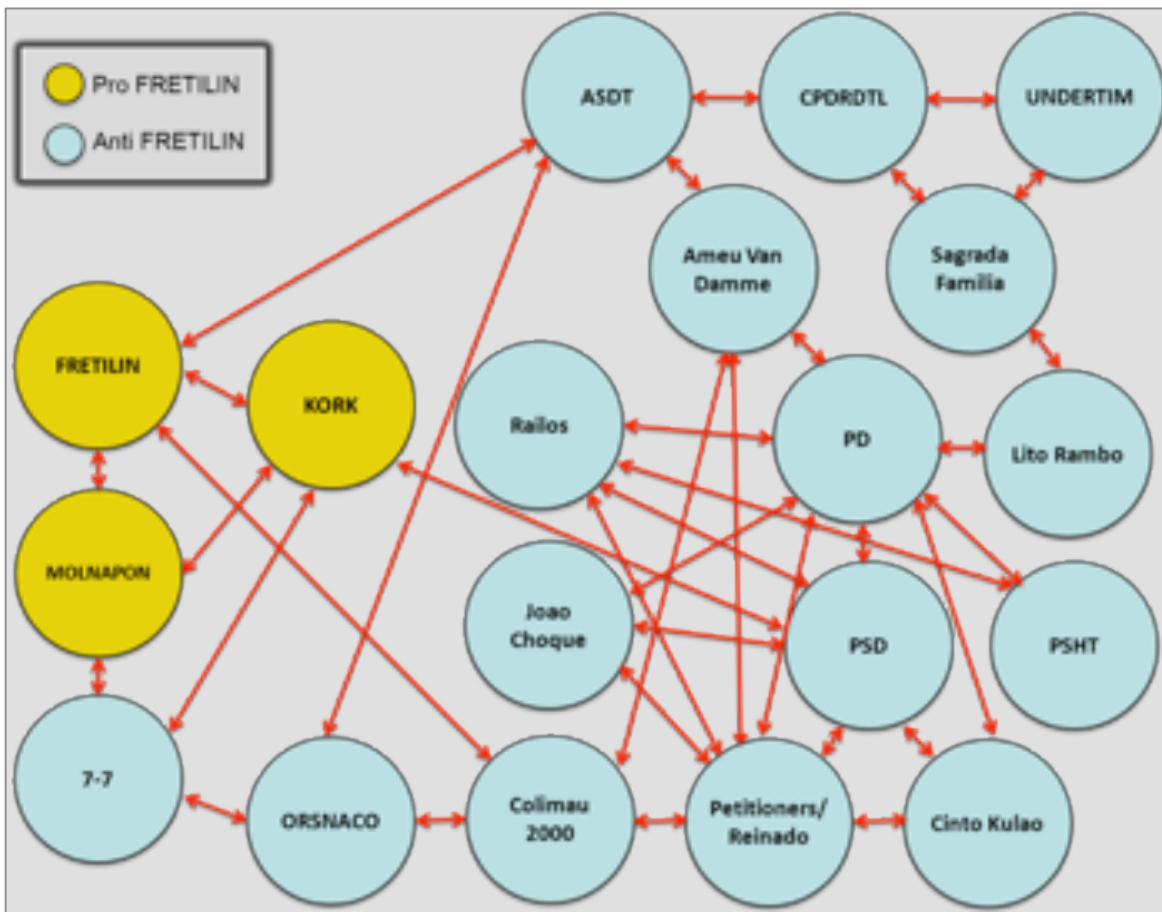 Pro FRETILIN
Anti FRETILIN
ASDT
CPDRDTL
UNDERTIM
Ameu Van
Damme
Sagrada
Familia
FRETILIN
KORK
Railos
PD
Lito Rambo
MOLNAPON
Joao
Choque
PSD
PSHT
7-7
ORSNACO
Colimau
2000
Petitioners/
Reinado
Cinto Kulao